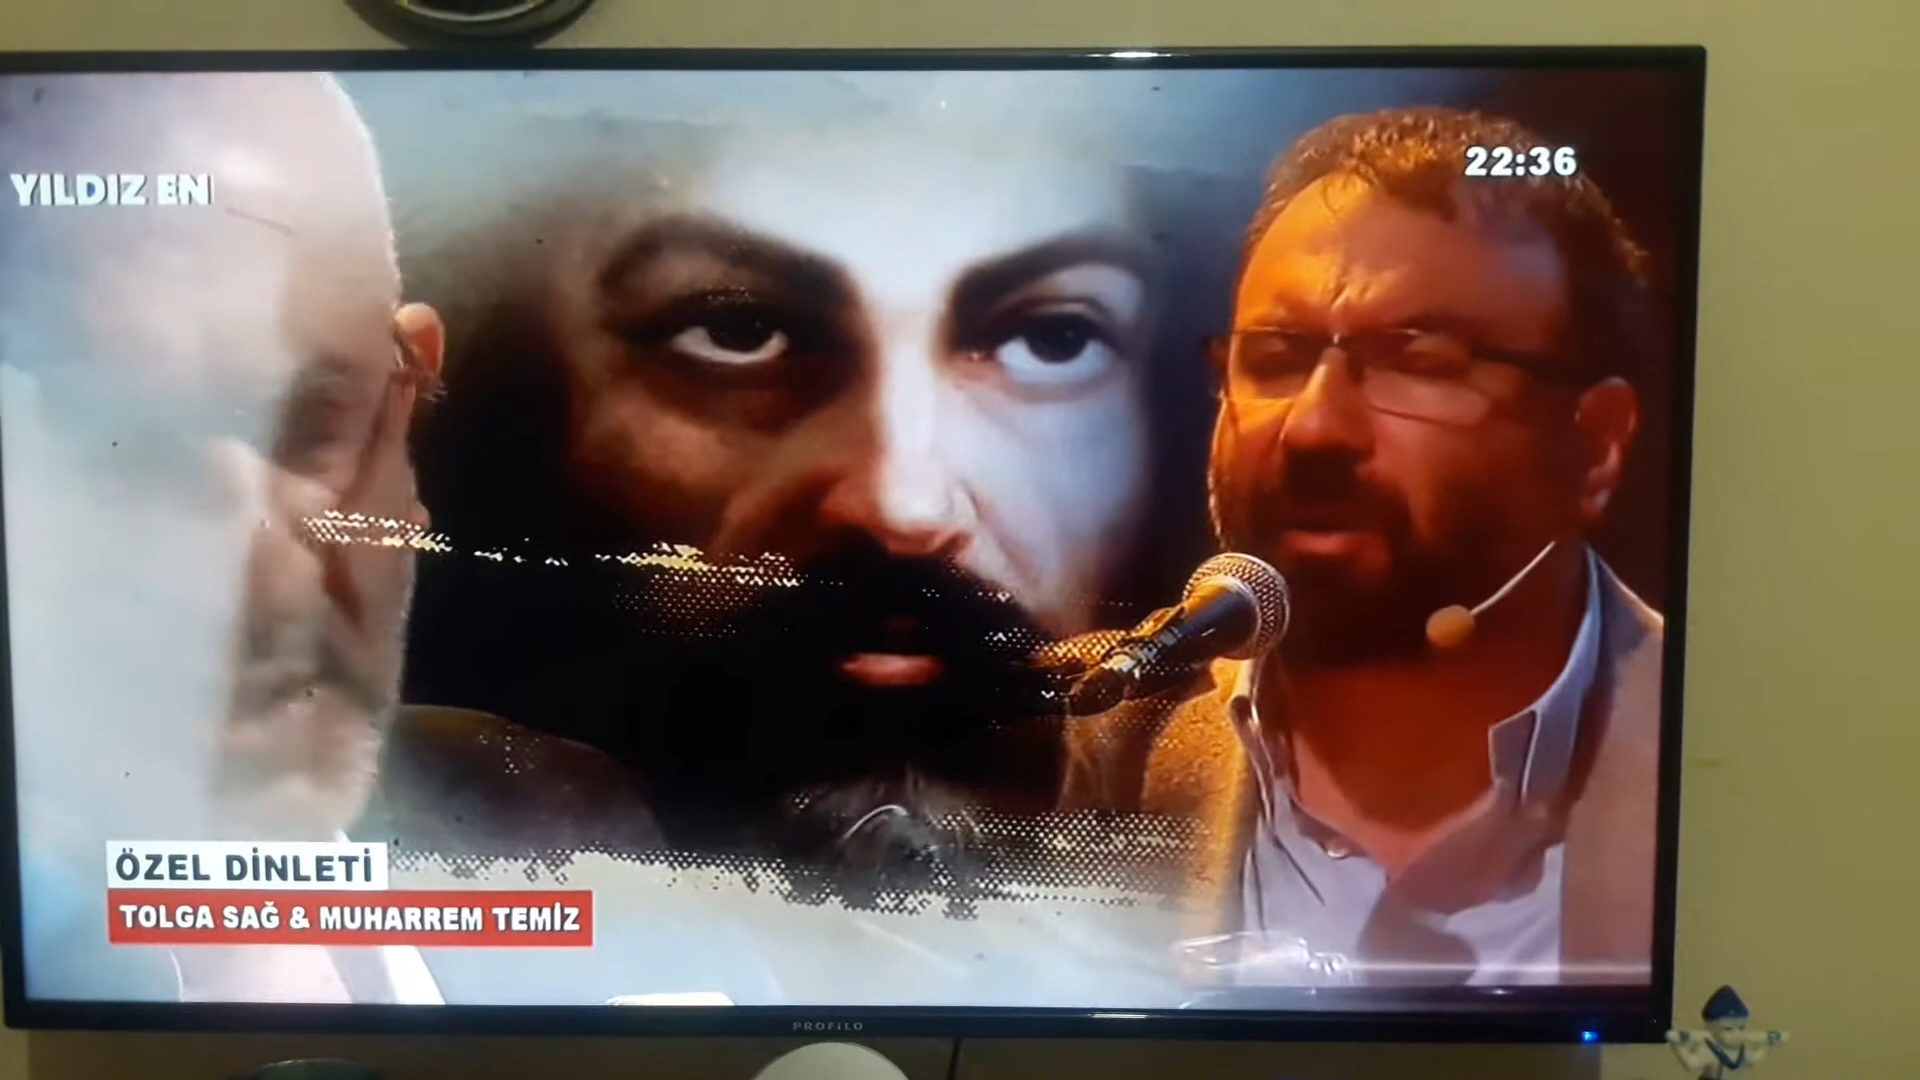 YILDIZ EN
22:36
ÖZEL DİNLETİ
TOLGA SAĞ & MUHARREM TEMİZ
PROFILO